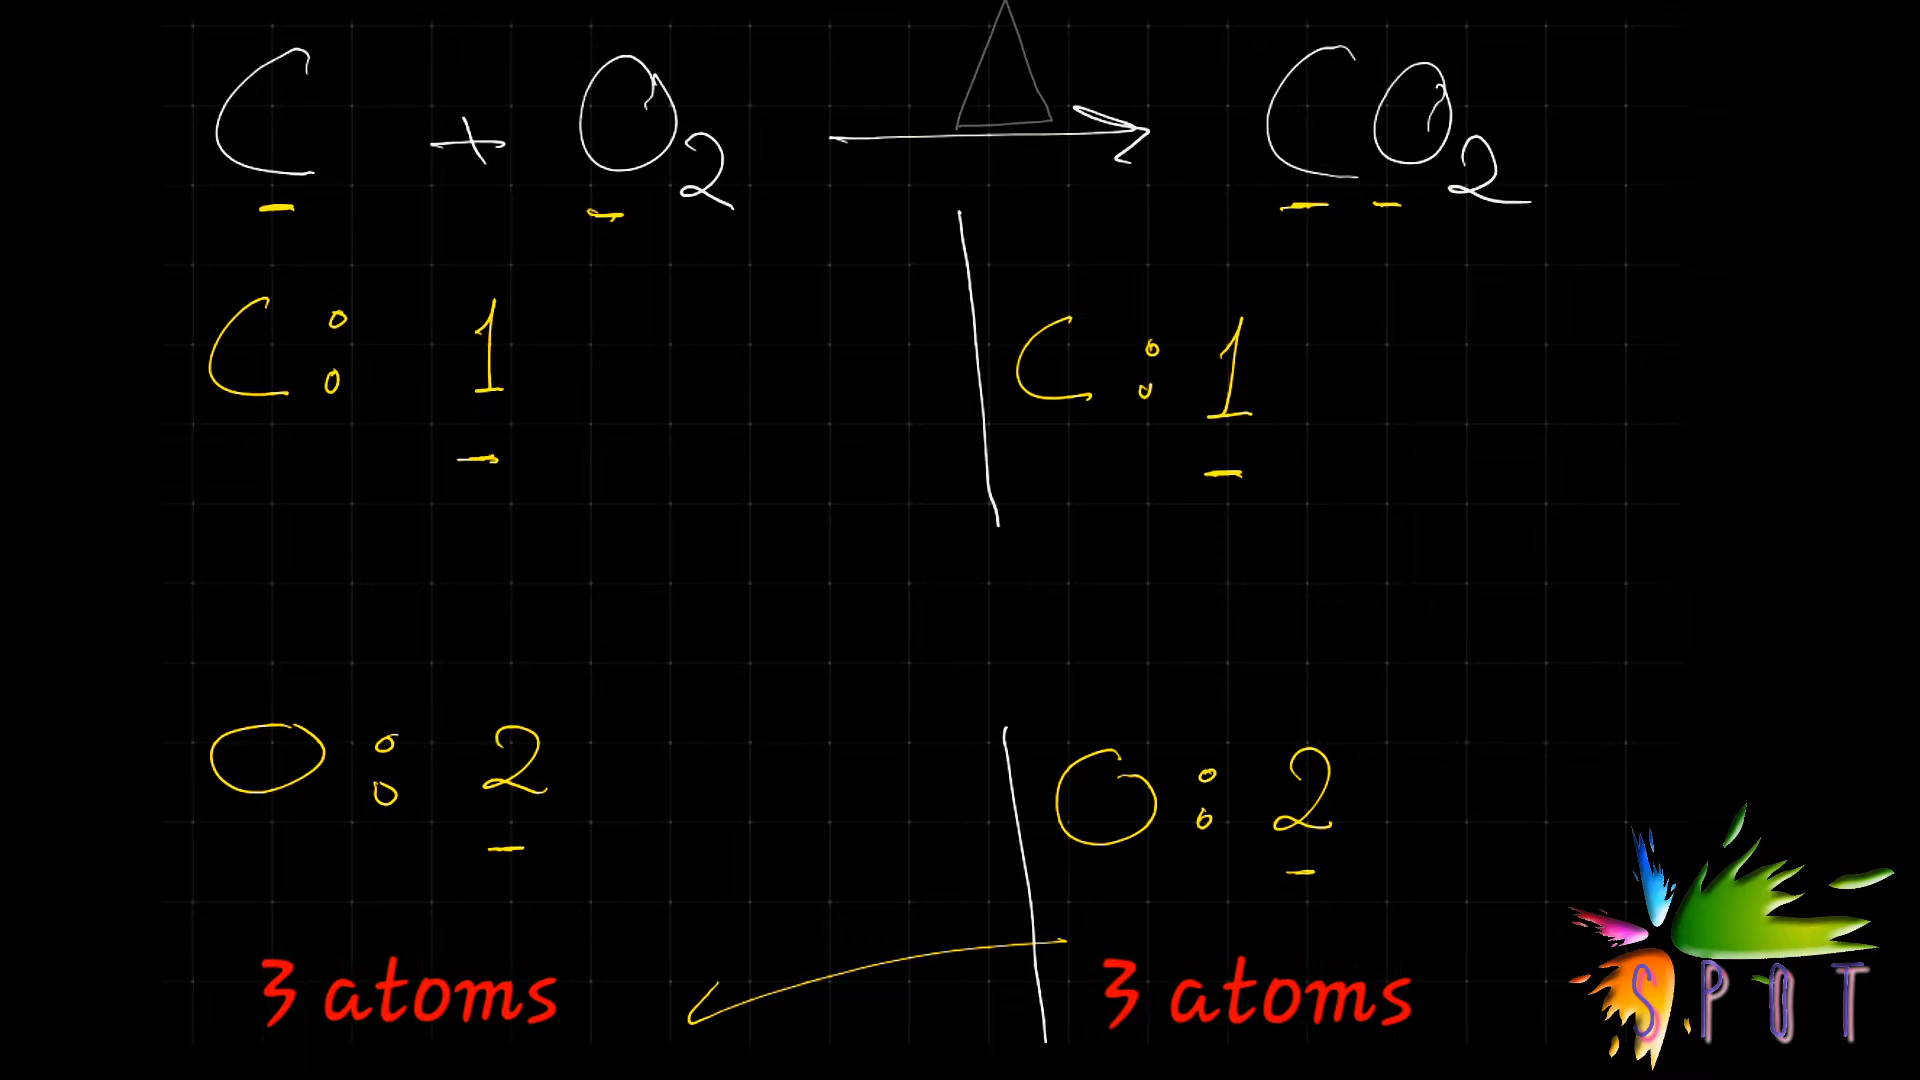 C + O₂ —Δ→ CO₂
C : 1 | C : 1
O : 2 | O : 2
3 atoms 3 atoms
SPOT